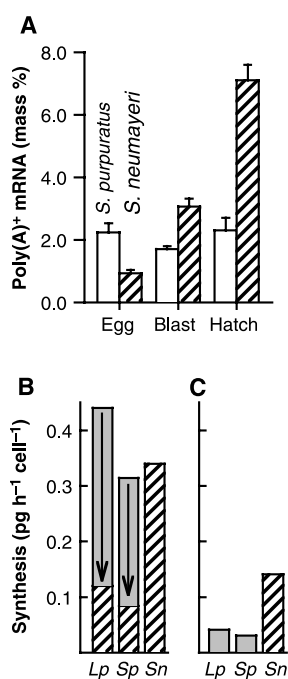 A
Poly(A)+ mRNA (mass %)
8.0
6.0
4.0
2.0
0.0
S. purpuratus
S. neumayeri
Egg Blast Hatch
B
C
Synthesis (pg h–1 cell–1)
0.4
0.3
0.2
0.1
Lp Sp Sn
Lp Sp Sn